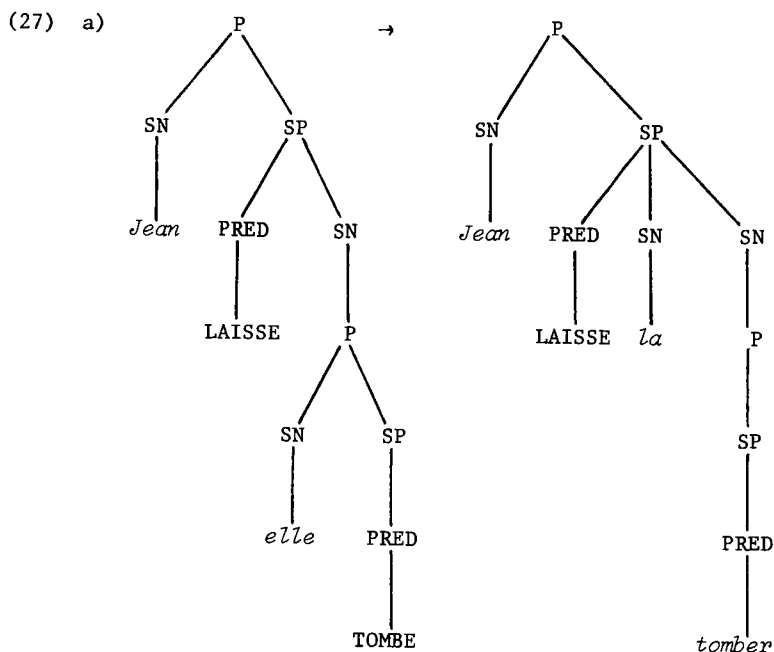 (27) a) P → P
SN SP SN SP
Jean PRED SN Jean PRED SN SN
LAISSE P LAISSE la P
SN SP SP
elle PRED PRED
TOMBE tomber